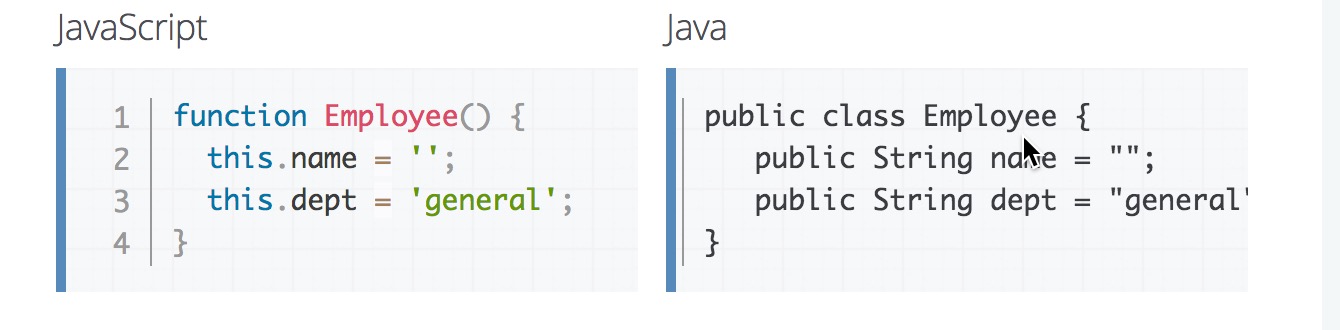 JavaScript
1 function Employee() {
2   this.name = '';
3   this.dept = 'general';
4 }
Java
public class Employee {
   public String name = "";
   public String dept = "general"
}